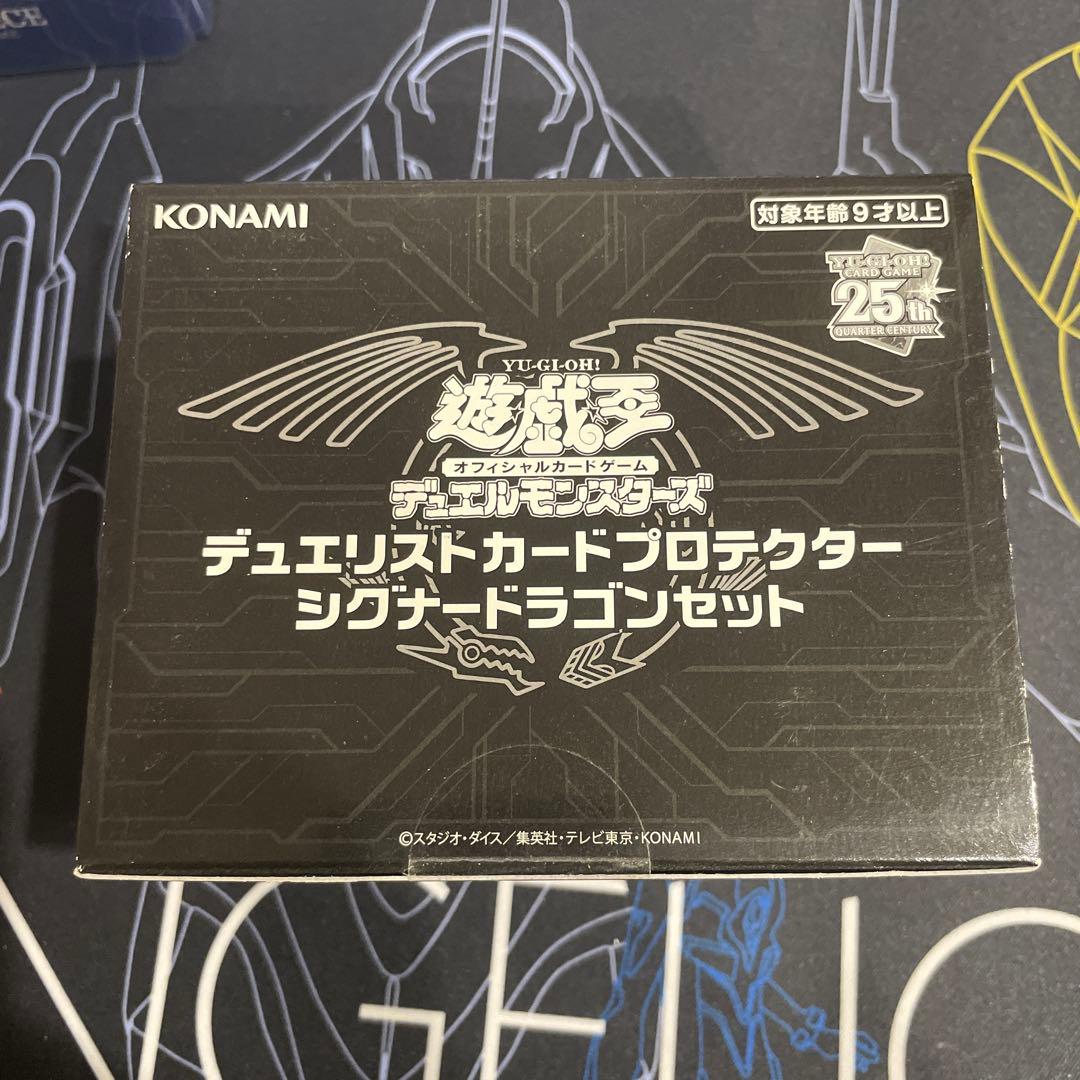 KONAMI
対象年齢9才以上
YU-GI-OH!
CARD GAME
25th
QUARTER CENTURY
YU-GI-OH!
遊戯王
オフィシャルカードゲーム
デュエルモンスターズ
デュエリストカードプロテクター
シグナードラゴンセット
©スタジオ・ダイス／集英社・テレビ東京・KONAMI